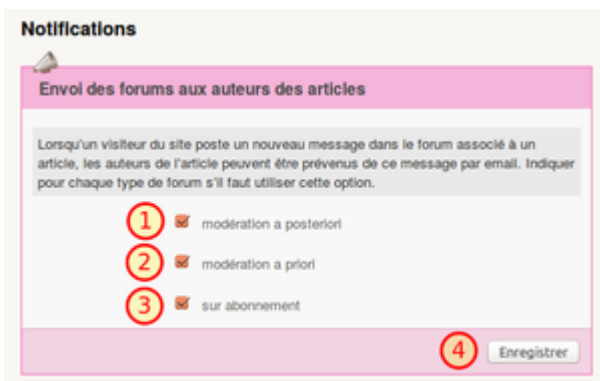 Notifications
Envoi des forums aux auteurs des articles
Lorsqu'un visiteur du site poste un nouveau message dans le forum associé à un
article, les auteurs de l'article peuvent être prévenus de ce message par email. Indiquer
pour chaque type de forum s'il faut utiliser cette option.
1 modération a posteriori
2 modération a priori
3 sur abonnement
4 Enregistrer